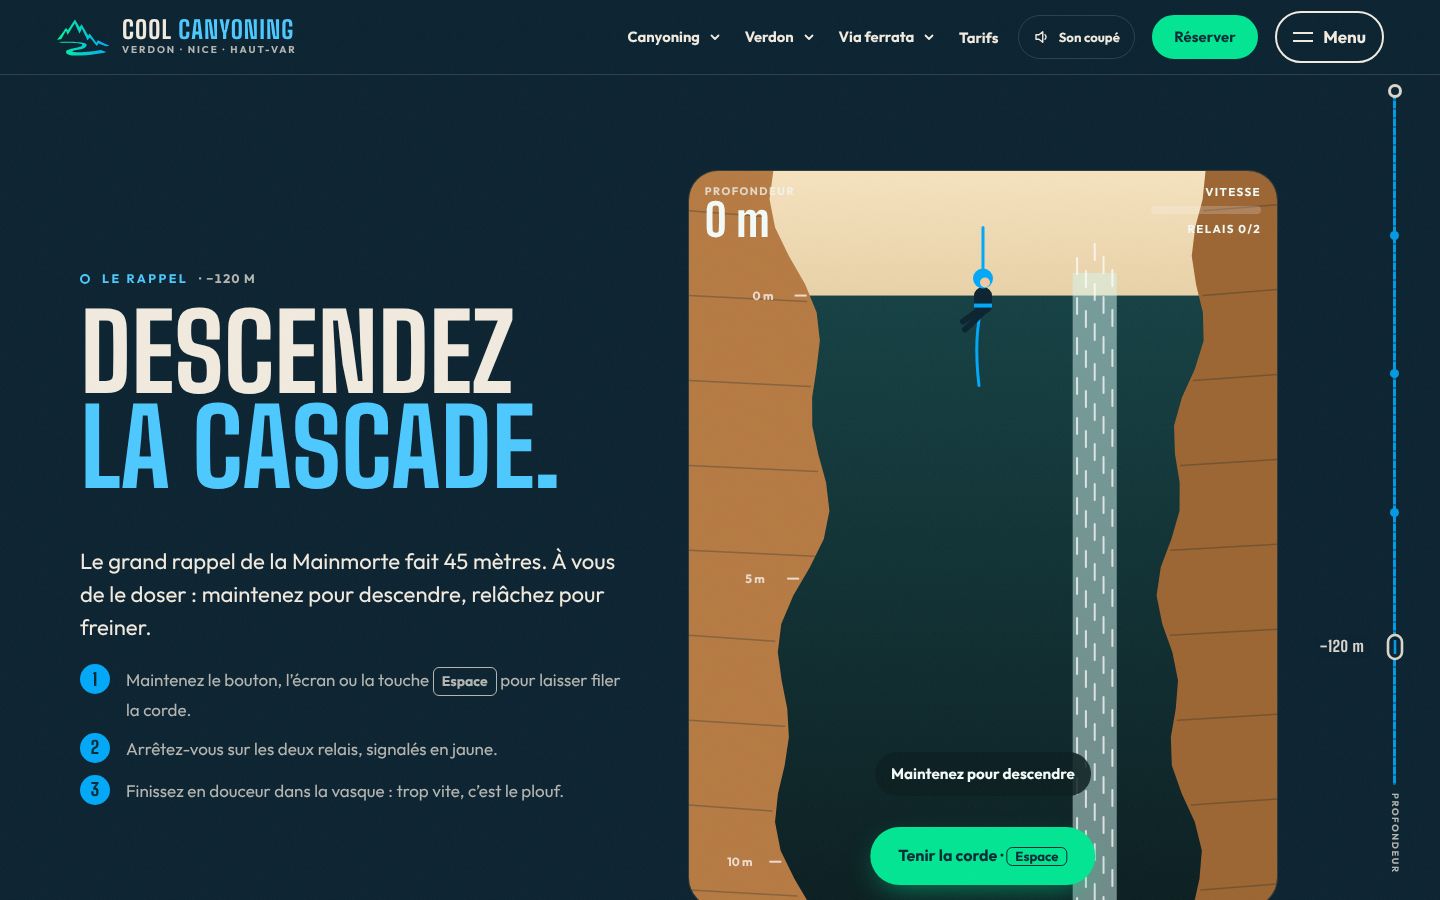 COOL CANYONING
VERDON · NICE · HAUT-VAR
Canyoning
Verdon
Via ferrata
Tarifs
Son coupé
Réserver
Menu
LE RAPPEL · −120 M
DESCENDEZ
LA CASCADE.
Le grand rappel de la Mainmorte fait 45 mètres. À vous
de le doser : maintenez pour descendre, relâchez pour
freiner.
1 Maintenez le bouton, l’écran ou la touche Espace pour laisser filer
la corde.
2 Arrêtez-vous sur les deux relais, signalés en jaune.
3 Finissez en douceur dans la vasque : trop vite, c’est le plouf.
PROFONDEUR
0 m
VITESSE
RELAIS 0/2
0 m
5 m
10 m
Maintenez pour descendre
Tenir la corde · Espace
−120 m
PROFONDEUR